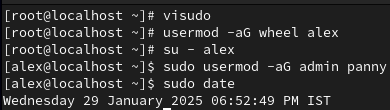 [root@localhost ~]# visudo
[root@localhost ~]# usermod -aG wheel alex
[root@localhost ~]# su - alex
[alex@localhost ~]$ sudo usermod -aG admin panny
[alex@localhost ~]$ sudo date
Wednesday 29 January 2025 06:52:49 PM IST